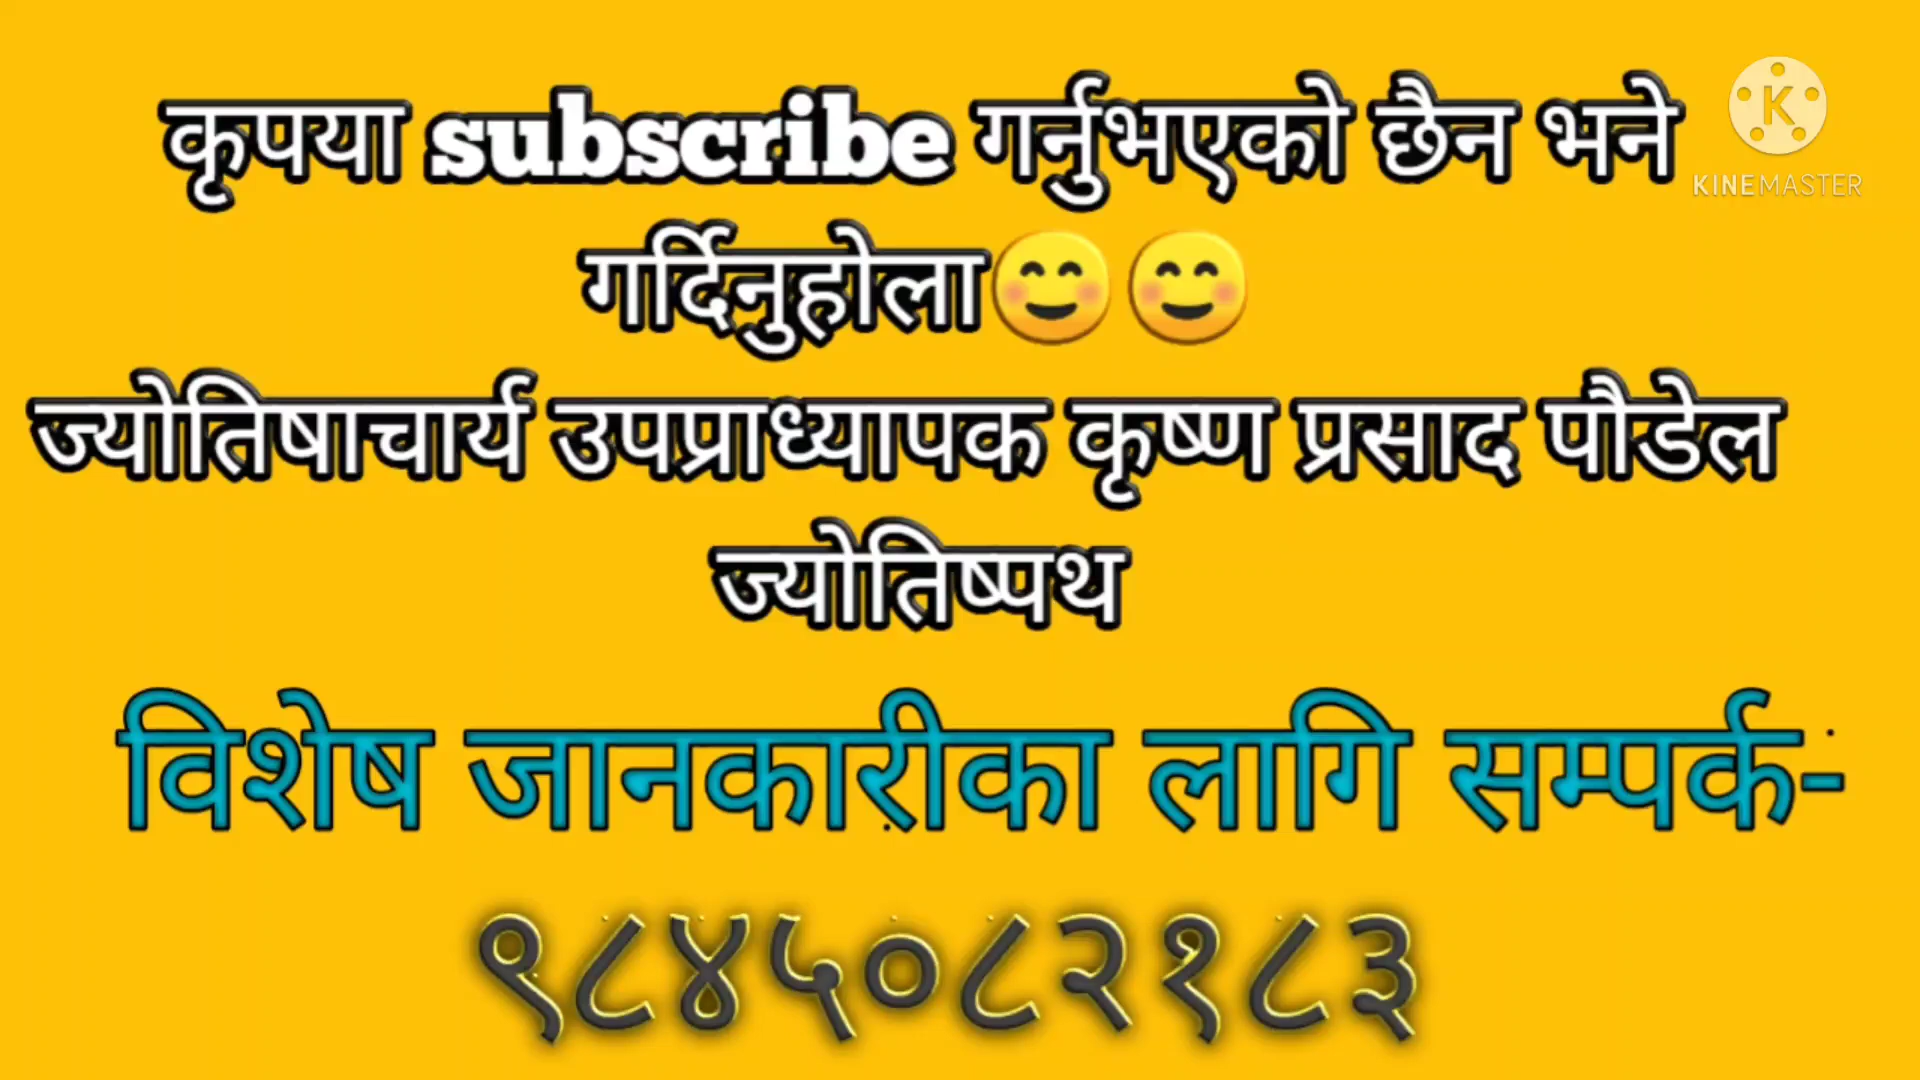 कृपया subscribe गर्नुभएको छैन भने
गर्दिनुहोला😊😊
ज्योतिषाचार्य उपप्राध्यापक कृष्ण प्रसाद पौडेल
ज्योतिष्पथ
विशेष जानकारीका लागि सम्पर्क-
९८४५०८२१८३
K
KINEMASTER